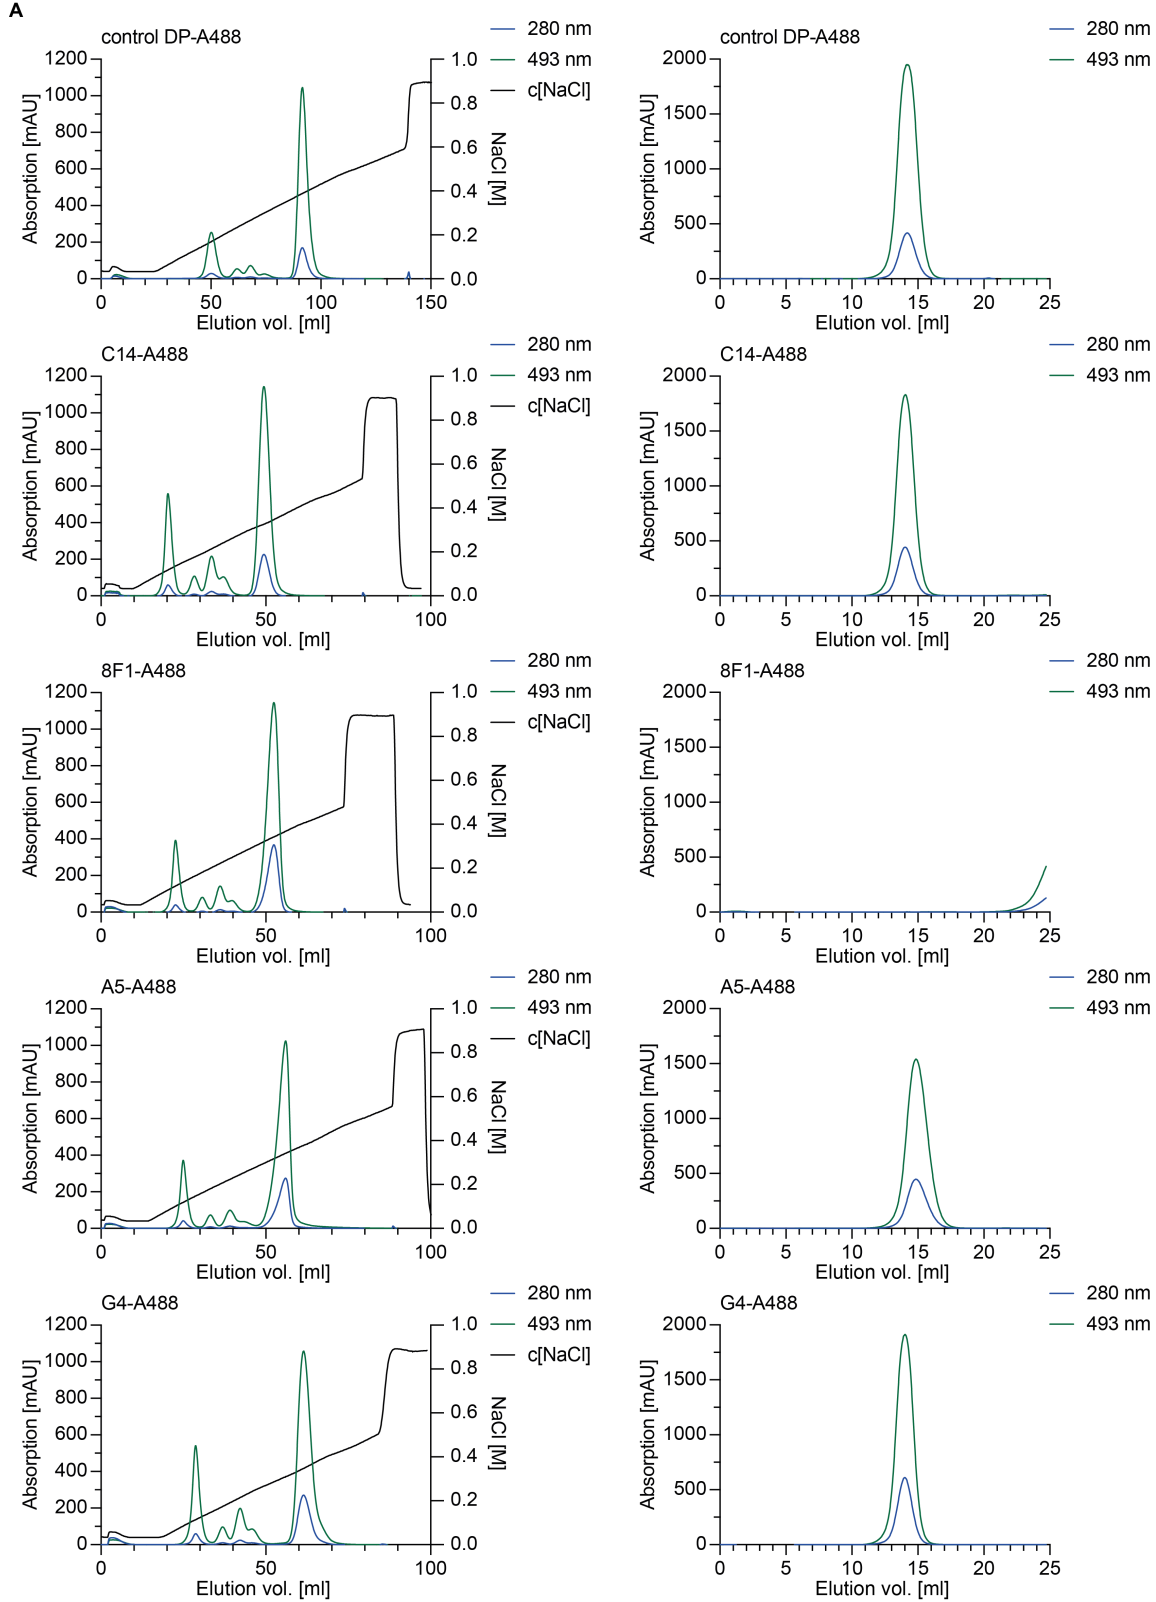 A
control DP-A488
280 nm
493 nm
c[NaCl]
1200
1000
800
600
400
200
0
Absorption [mAU]
1.0
0.8
0.6
0.4
0.2
0.0
NaCl [M]
0 50 100 150
Elution vol. [ml]
control DP-A488
280 nm
493 nm
2000
1500
1000
500
0
Absorption [mAU]
0 5 10 15 20 25
Elution vol. [ml]
C14-A488
280 nm
493 nm
c[NaCl]
1200
1000
800
600
400
200
0
Absorption [mAU]
1.0
0.8
0.6
0.4
0.2
0.0
NaCl [M]
0 50 100
Elution vol. [ml]
C14-A488
280 nm
493 nm
2000
1500
1000
500
0
Absorption [mAU]
0 5 10 15 20 25
Elution vol. [ml]
8F1-A488
280 nm
493 nm
c[NaCl]
1200
1000
800
600
400
200
0
Absorption [mAU]
1.0
0.8
0.6
0.4
0.2
0.0
NaCl [M]
0 50 100
Elution vol. [ml]
8F1-A488
280 nm
493 nm
2000
1500
1000
500
0
Absorption [mAU]
0 5 10 15 20 25
Elution vol. [ml]
A5-A488
280 nm
493 nm
c[NaCl]
1200
1000
800
600
400
200
0
Absorption [mAU]
1.0
0.8
0.6
0.4
0.2
0.0
NaCl [M]
0 50 100
Elution vol. [ml]
A5-A488
280 nm
493 nm
2000
1500
1000
500
0
Absorption [mAU]
0 5 10 15 20 25
Elution vol. [ml]
G4-A488
280 nm
493 nm
c[NaCl]
1200
1000
800
600
400
200
0
Absorption [mAU]
1.0
0.8
0.6
0.4
0.2
0.0
NaCl [M]
0 50 100
Elution vol. [ml]
G4-A488
280 nm
493 nm
2000
1500
1000
500
0
Absorption [mAU]
0 5 10 15 20 25
Elution vol. [ml]